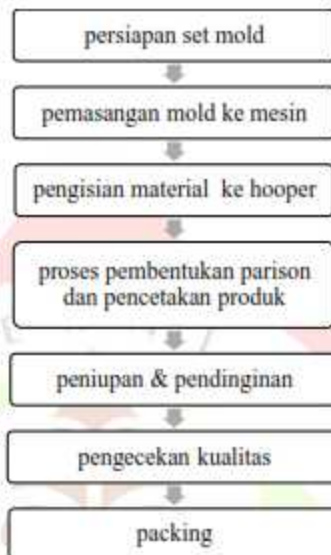 persiapan set mold
pemasangan mold ke mesin
pengisian material ke hooper
proses pembentukan parison
dan pencetakan produk
peniupan & pendinginan
pengecekan kualitas
packing